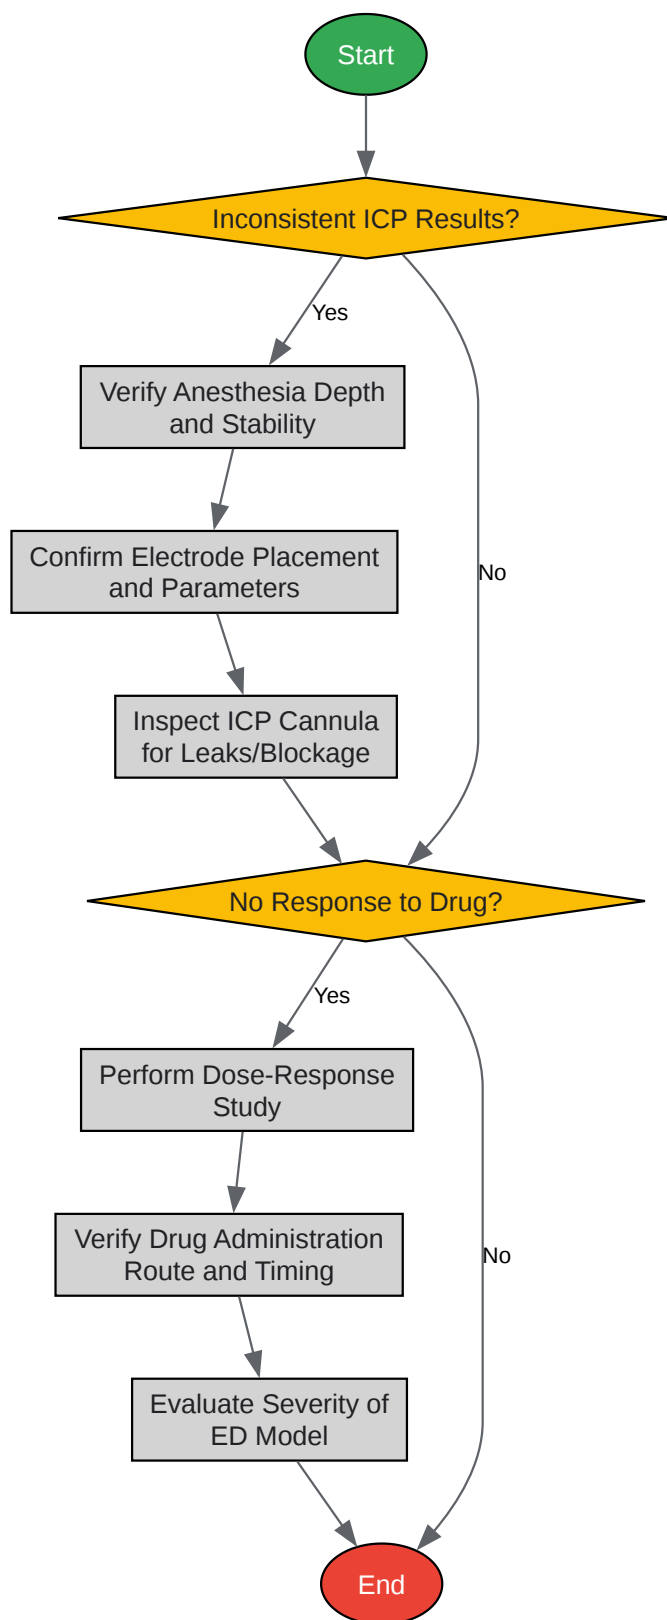 Start
Inconsistent ICP Results?
Yes
Verify Anesthesia Depth
and Stability
Confirm Electrode Placement
and Parameters
No
Inspect ICP Cannula
for Leaks/Blockage
No Response to Drug?
Yes
Perform Dose-Response
Study
Verify Drug Administration
Route and Timing
No
Evaluate Severity of
ED Model
End